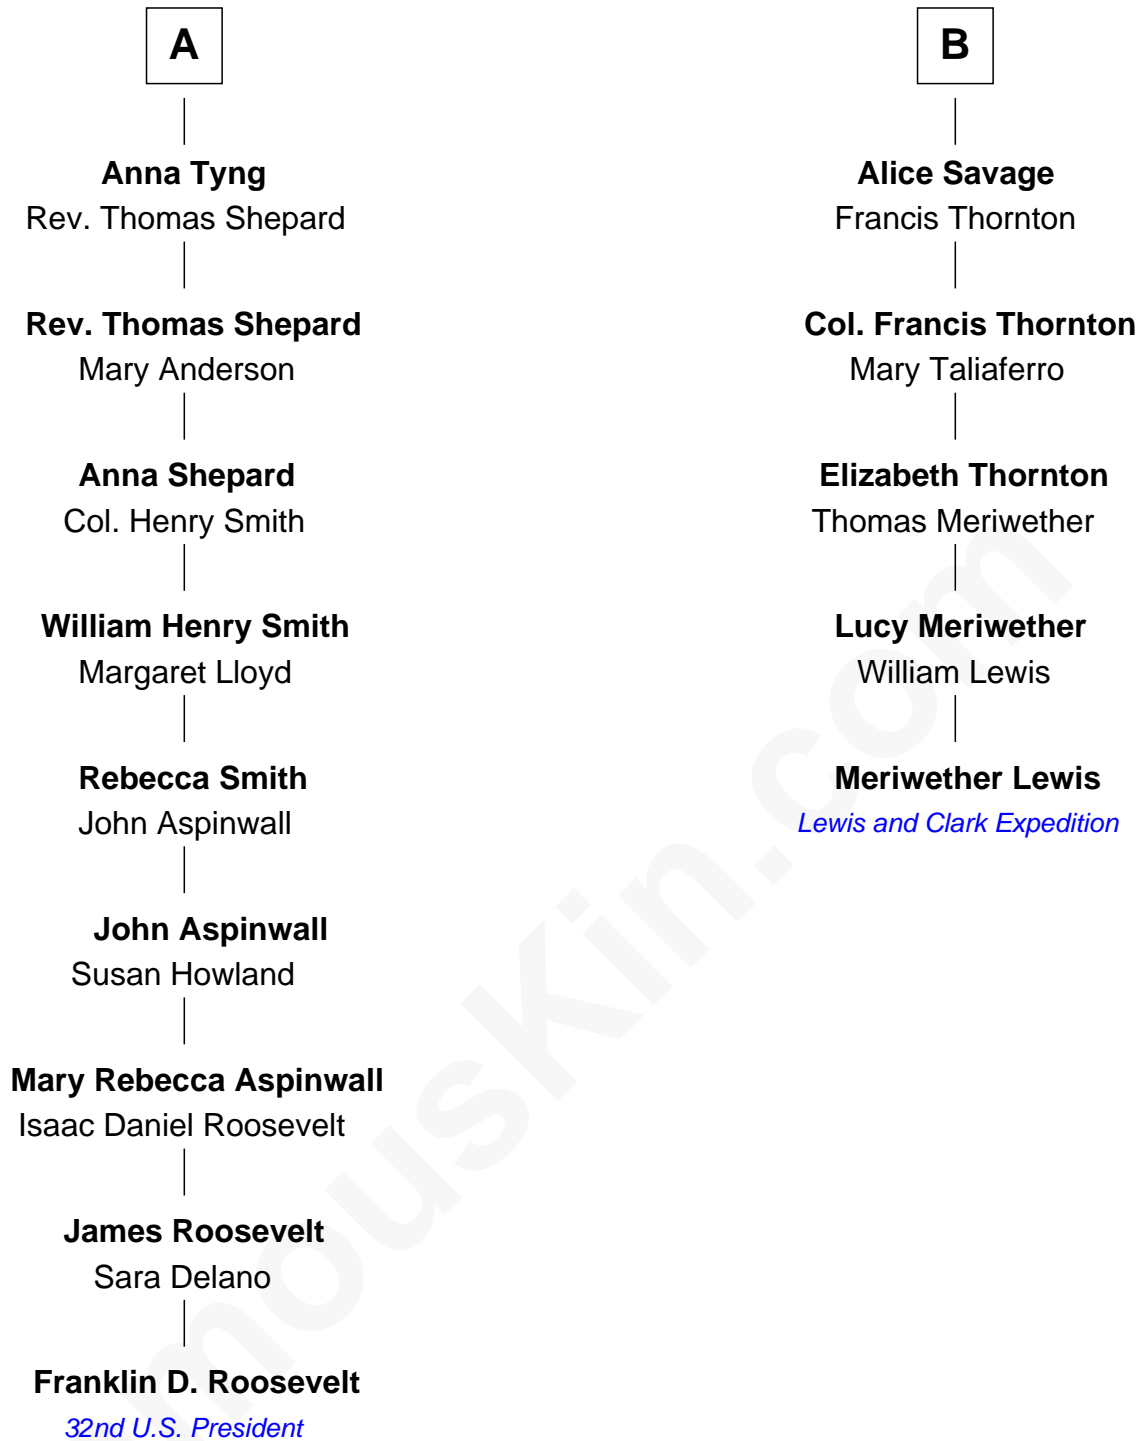 A
Anna Tyng
Rev. Thomas Shepard
Rev. Thomas Shepard
Mary Anderson
Anna Shepard
Col. Henry Smith
William Henry Smith
Margaret Lloyd
Rebecca Smith
John Aspinwall
John Aspinwall
Susan Howland
Mary Rebecca Aspinwall
Isaac Daniel Roosevelt
James Roosevelt
Sara Delano
Franklin D. Roosevelt
32nd U.S. President
B
Alice Savage
Francis Thornton
Col. Francis Thornton
Mary Taliaferro
Elizabeth Thornton
Thomas Meriwether
Lucy Meriwether
William Lewis
Meriwether Lewis
Lewis and Clark Expedition
mouskin.com